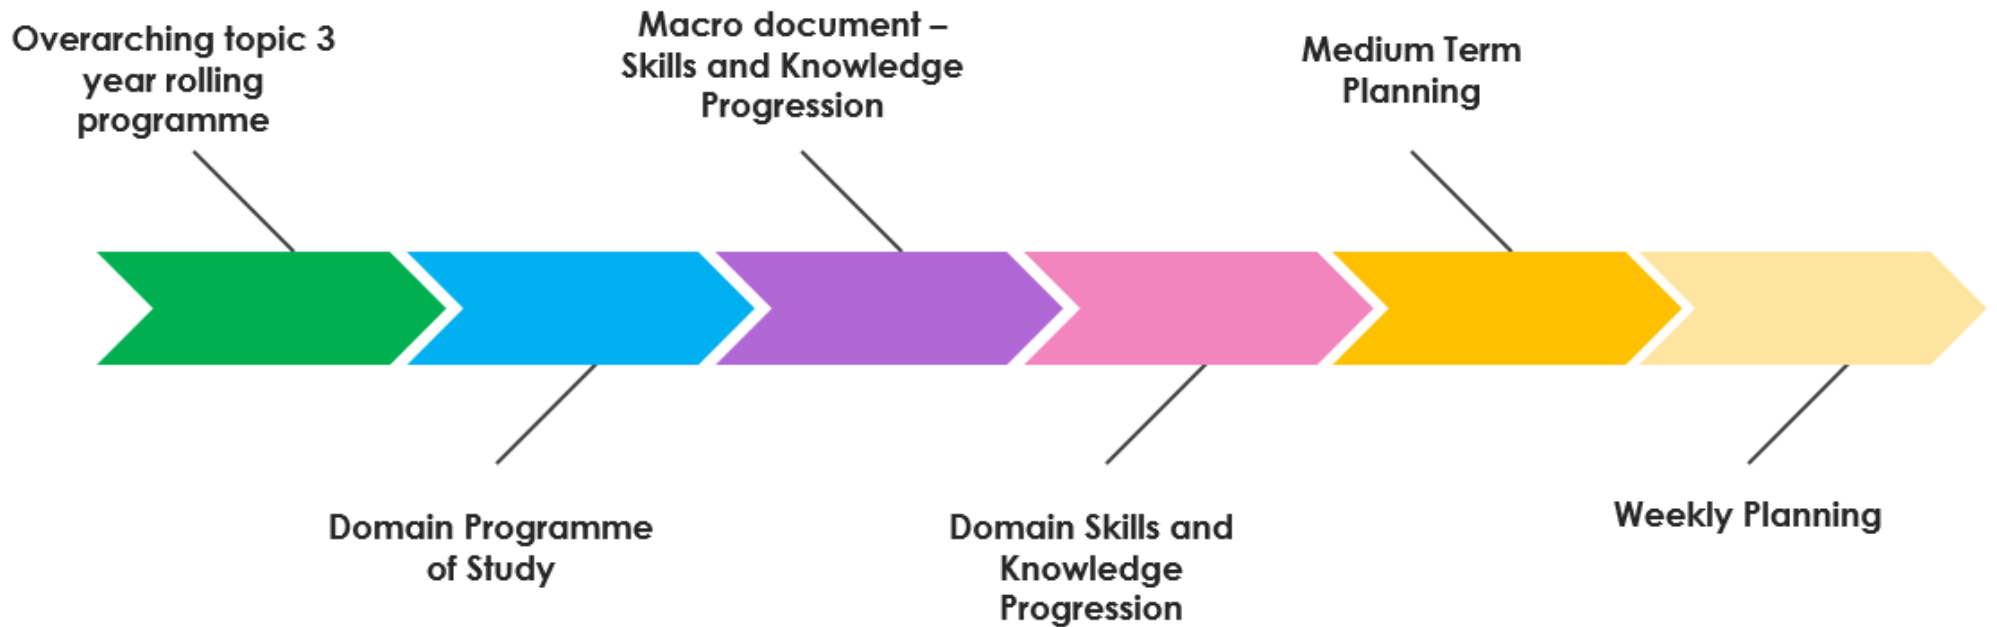 Overarching topic 3
year rolling
programme
Macro document –
Skills and Knowledge
Progression
Medium Term
Planning
Domain Programme
of Study
Domain Skills and
Knowledge
Progression
Weekly Planning